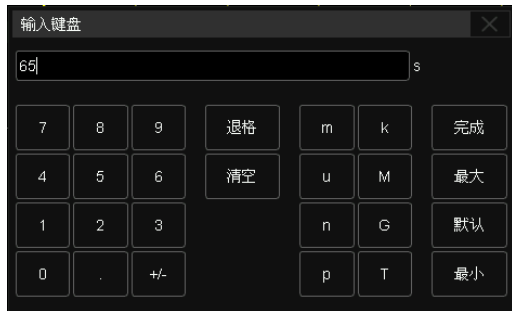 输入键盘
65 s
7 8 9 退格 m k 完成
4 5 6 清空 u M 最大
1 2 3 n G 默认
0 . +/- p T 最小